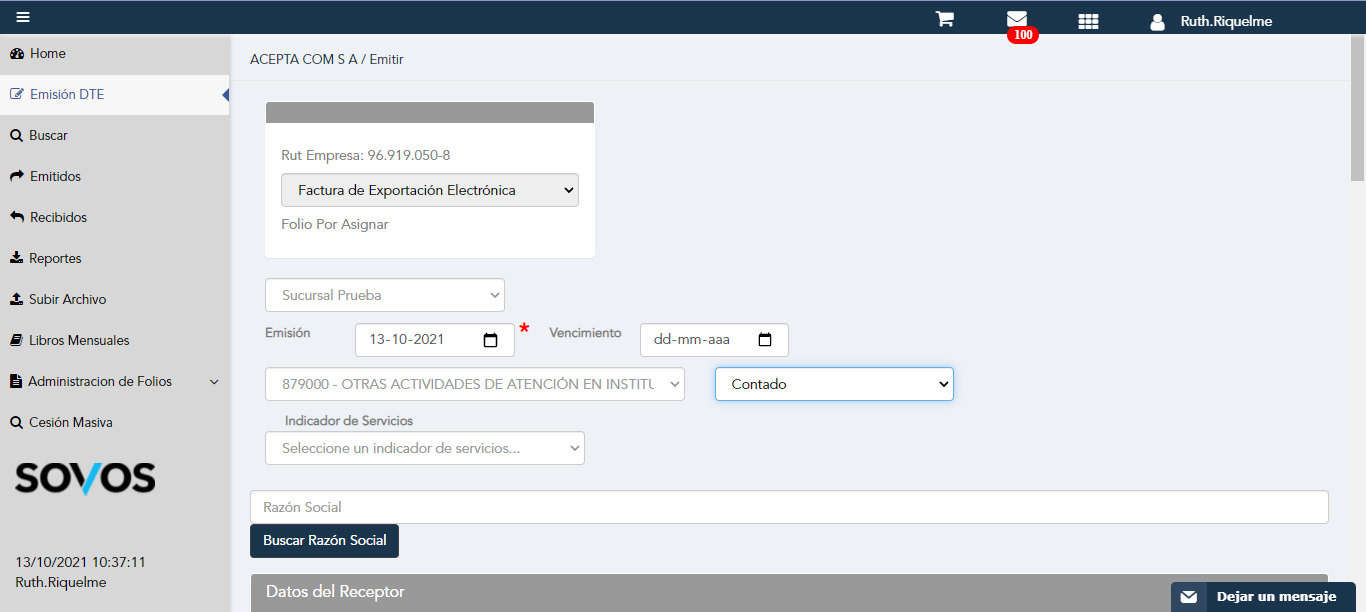 Ruth.Riquelme
100
Home
Emisión DTE
Buscar
Emitidos
Recibidos
Reportes
Subir Archivo
Libros Mensuales
Administracion de Folios
Cesión Masiva
SOVOS
13/10/2021 10:37:11
Ruth.Riquelme
ACEPTA COM S A / Emitir
Rut Empresa: 96.919.050-8
Factura de Exportación Electrónica
Folio Por Asignar
Sucursal Prueba
Emisión 13-10-2021 * Vencimiento dd-mm-aaa
879000 - OTRAS ACTIVIDADES DE ATENCIÓN EN INSTITU Contado
Indicador de Servicios
Seleccione un indicador de servicios...
Razón Social
Buscar Razón Social
Datos del Receptor
Dejar un mensaje